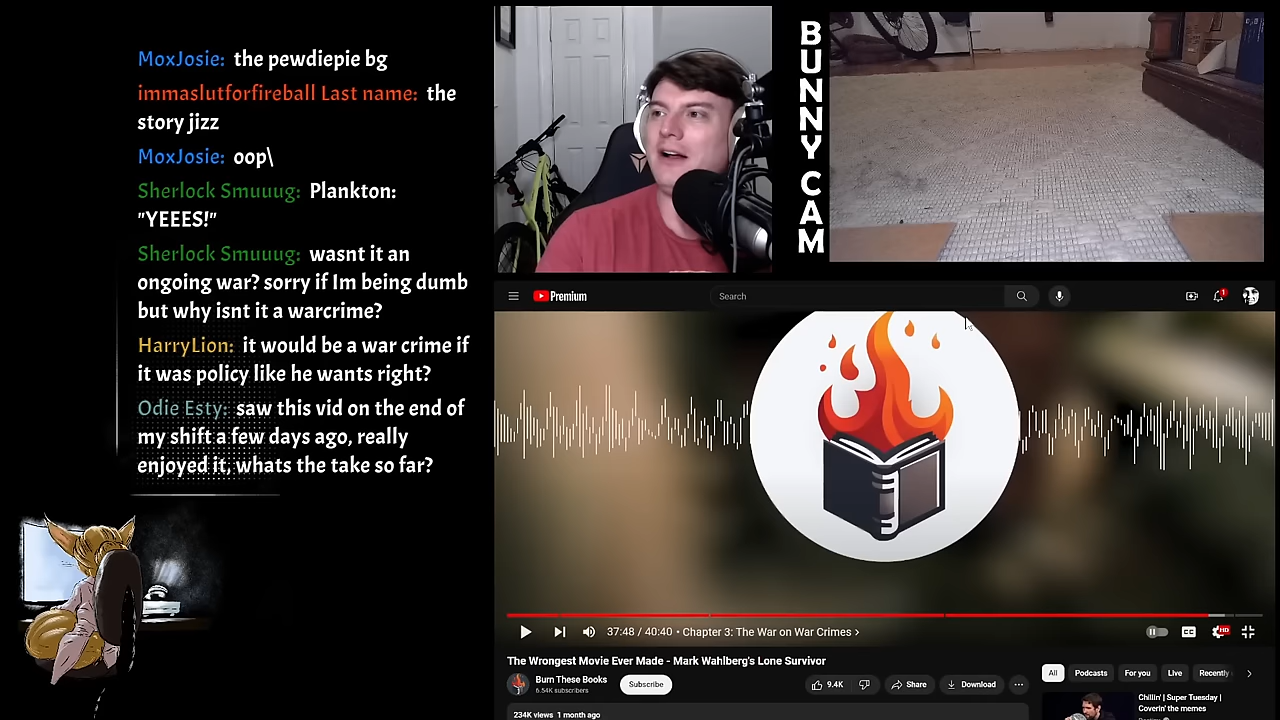 MoxJosie: the pewdiepie bg
immaslutforfireball Last name: the
story jizz
MoxJosie: oop\
Sherlock Smuuug: Plankton:
"YEEES!"
Sherlock Smuuug: wasnt it an
ongoing war? sorry if Im being dumb
but why isnt it a warcrime?
HarryLion: it would be a war crime if
it was policy like he wants right?
Odie Esty: saw this vid on the end of
my shift a few days ago, really
enjoyed it, whats the take so far?
BUNNY CAM
Premium
Search
1
37:48 / 40:40 • Chapter 3: The War on War Crimes >
HD
The Wrongest Movie Ever Made - Mark Wahlberg's Lone Survivor
Burn These Books
6.54K subscribers
Subscribe
9.4K
Share
Download
234K views 1 month ago
All
Podcasts
For you
Live
Recently
Chillin' | Super Tuesday |
Coverin' the memes